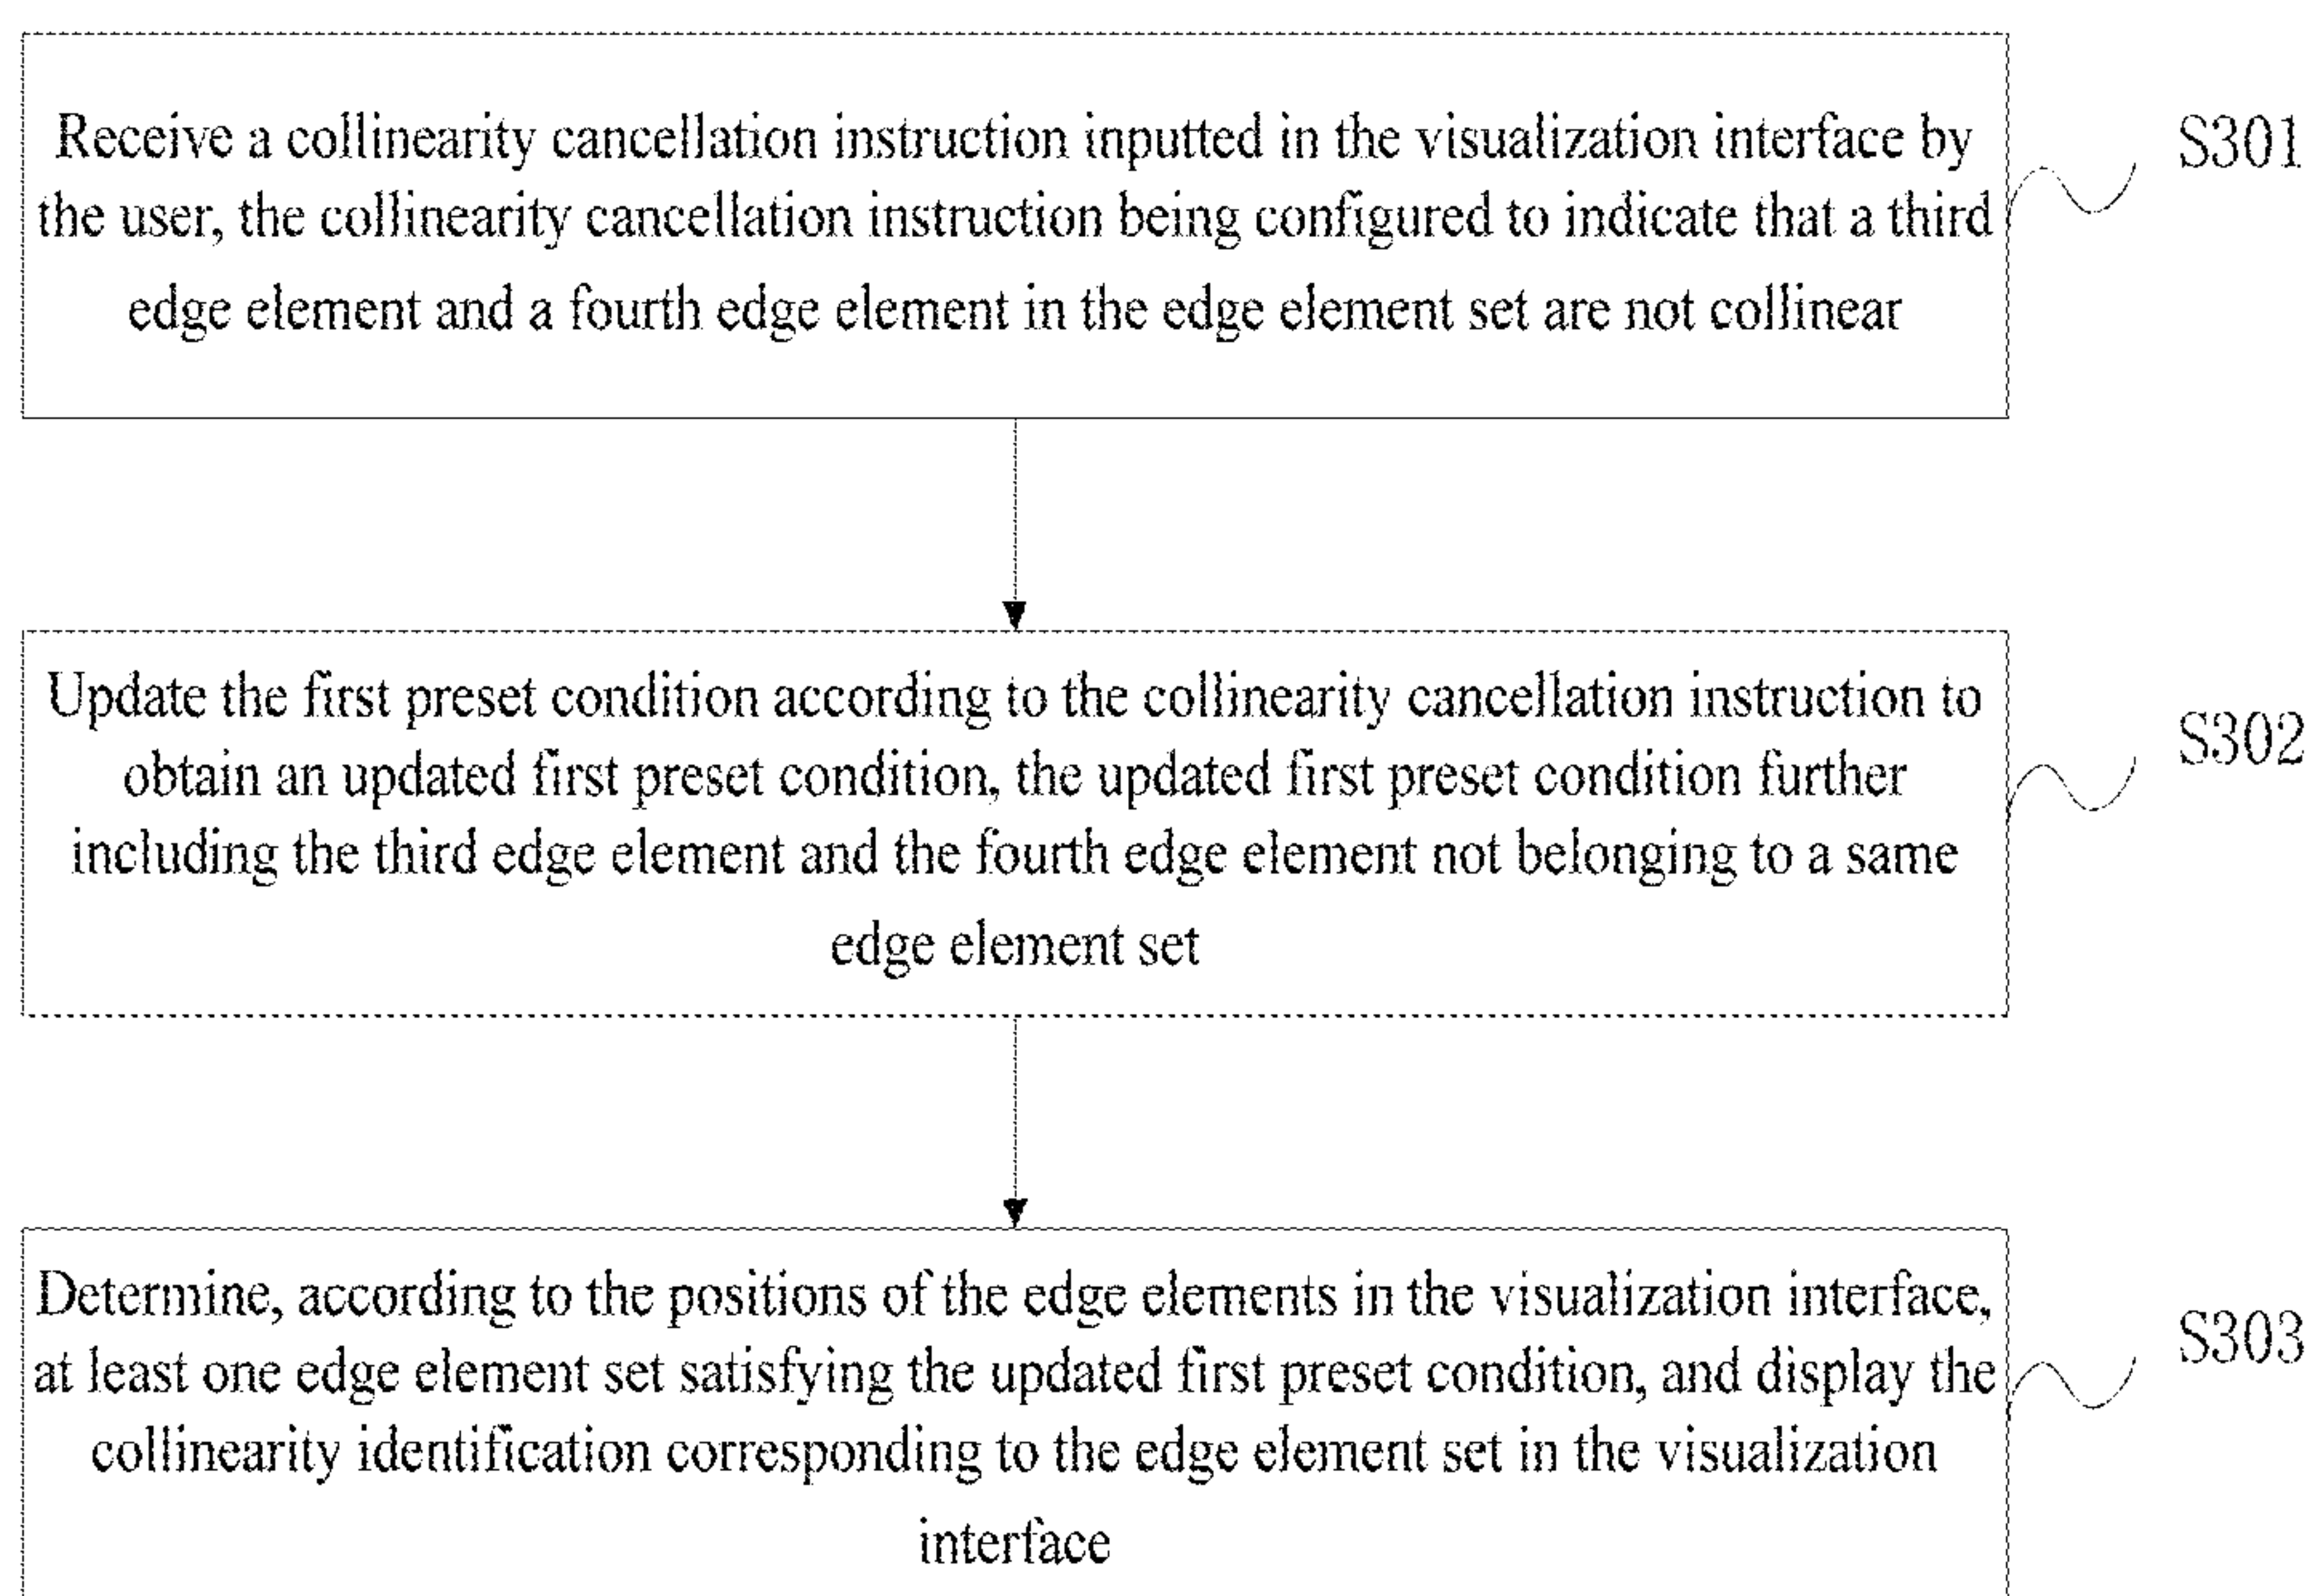 Receive a collinearity cancellation instruction inputted in the visualization interface by
the user, the collinearity cancellation instruction being configured to indicate that a third
edge element and a fourth edge element in the edge element set are not collinear
S301
Update the first preset condition according to the collinearity cancellation instruction to
obtain an updated first preset condition, the updated first preset condition further
including the third edge element and the fourth edge element not belonging to a same
edge element set
S302
Determine, according to the positions of the edge elements in the visualization interface,
at least one edge element set satisfying the updated first preset condition, and display the
collinearity identification corresponding to the edge element set in the visualization
interface
S303